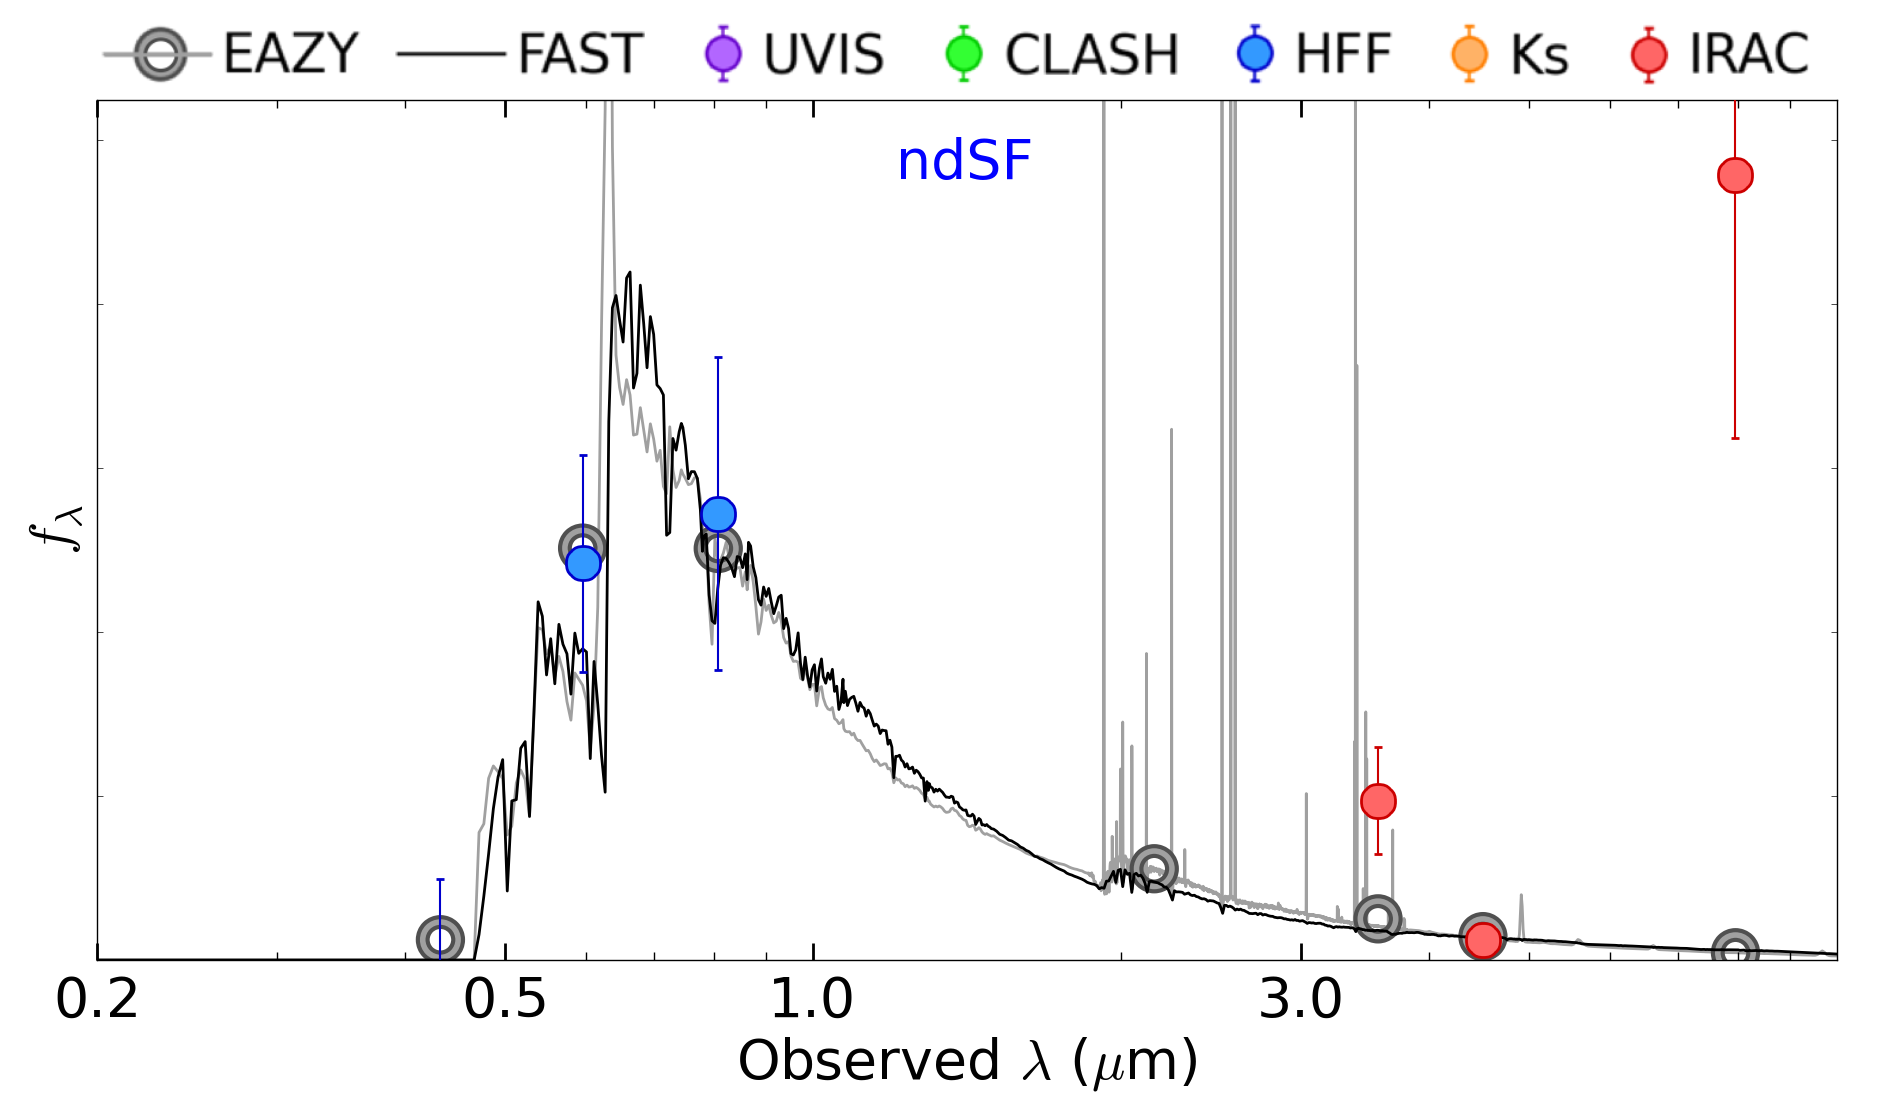 EAZY FAST UVIS CLASH HFF Ks IRAC
ndSF
f_λ
0.2 0.5 1.0 3.0
Observed λ (μm)